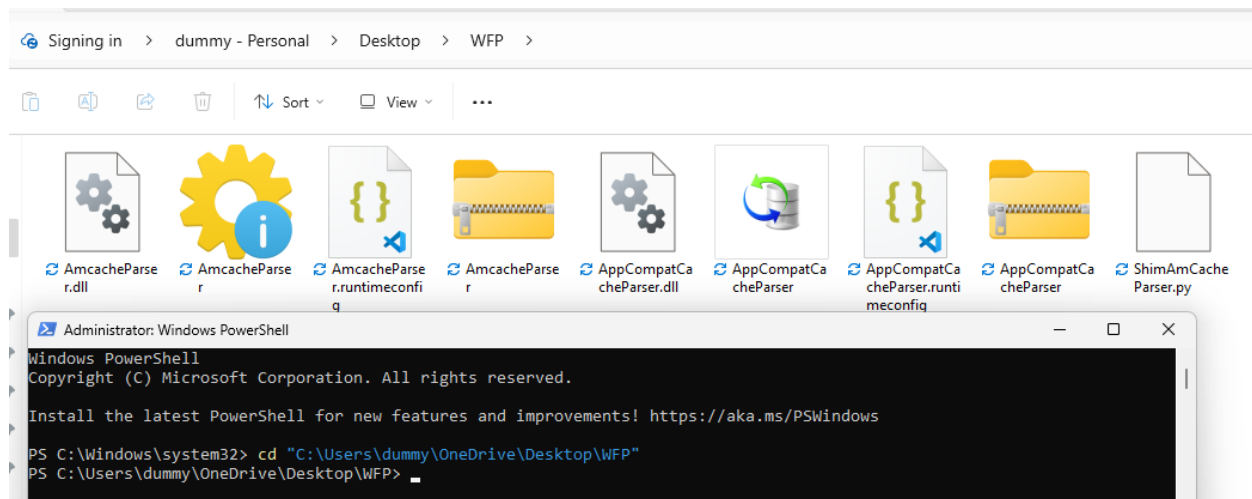 Signing in > dummy - Personal > Desktop > WFP >
Sort View ...
AmcacheParse
r.dll
AmcacheParse
r
AmcacheParse
r.runtimeconfi
g
AmcacheParse
r
AppCompatCa
cheParser.dll
AppCompatCa
cheParser
AppCompatCa
cheParser.runti
meconfig
AppCompatCa
cheParser
ShimAmCache
Parser.py
Administrator: Windows PowerShell
Windows PowerShell
Copyright (C) Microsoft Corporation. All rights reserved.
Install the latest PowerShell for new features and improvements! https://aka.ms/PSWindows
PS C:\Windows\system32> cd "C:\Users\dummy\OneDrive\Desktop\WFP"
PS C:\Users\dummy\OneDrive\Desktop\WFP>